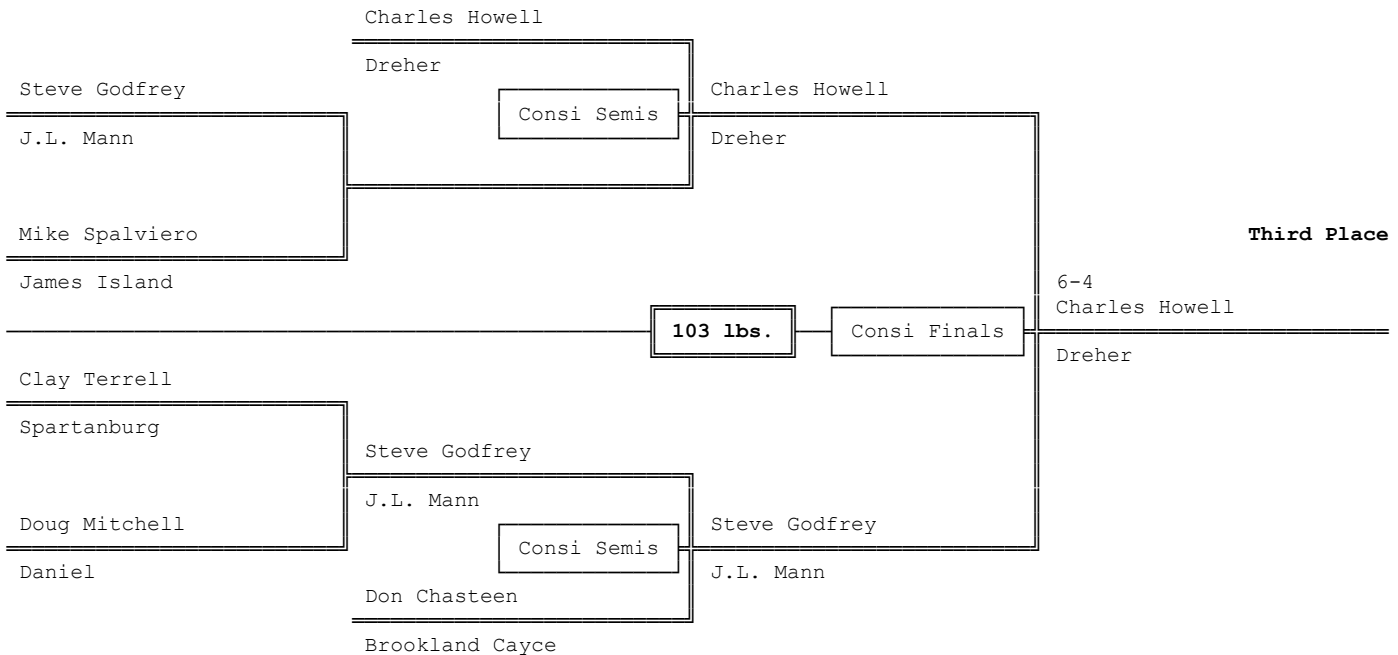 Charles Howell
Dreher
Steve Godfrey
Charles Howell
Consi Semis
J.L. Mann
Dreher
Mike Spalviero
Third Place
James Island
6-4
Charles Howell
103 lbs.
Consi Finals
Dreher
Clay Terrell
Spartanburg
Steve Godfrey
J.L. Mann
Doug Mitchell
Steve Godfrey
Consi Semis
Daniel
J.L. Mann
Don Chasteen
Brookland Cayce